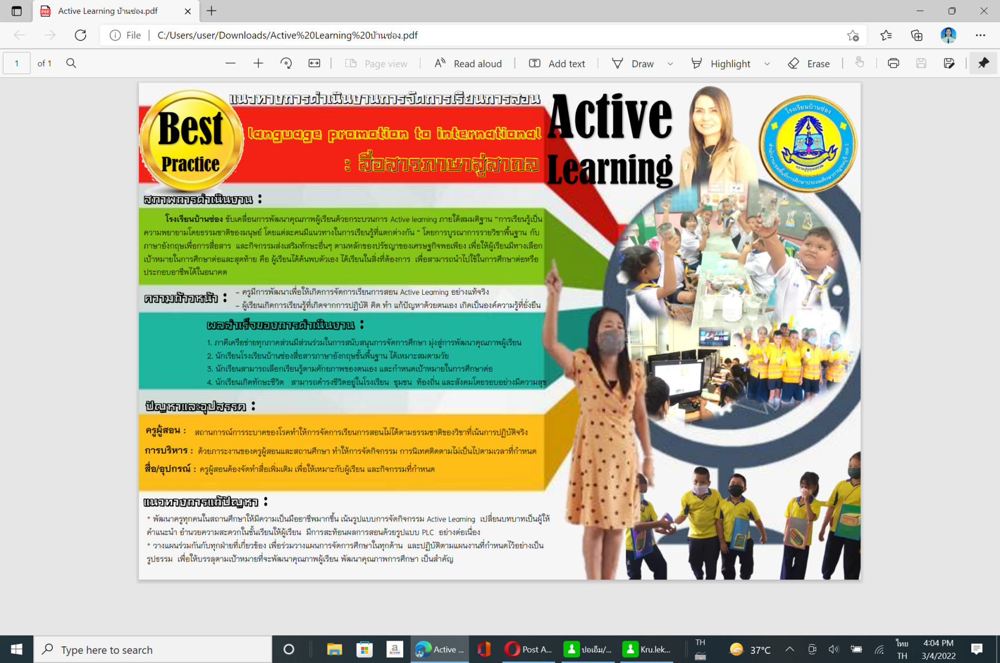 Active Learning บ้านซ่อง.pdf
File
C:/Users/user/Downloads/Active%20Learning%20บ้านซ่อง.pdf
1 of 1
Page view
Read aloud
Add text
Draw
Highlight
Erase
แนวทางการดำเนินงานการจัดการเรียนการสอน
Best
Practice
language promotion to international
: สื่อสารภาษาสู่สากล
Active
Learning
โรงเรียนบ้านซ่อง
สำนักงานเขตพื้นที่การศึกษาประถมศึกษากาญจนบุรี เขต 2
สภาพการดำเนินงาน :
โรงเรียนบ้านซ่อง ขับเคลื่อนการพัฒนาคุณภาพผู้เรียนด้วยกระบวนการ Active learning ภายใต้สมมติฐาน "การเรียนรู้เป็น
ความพยายามโดยธรรมชาติของมนุษย์ โดยแต่ละคนมีแนวทางในการเรียนรู้ที่แตกต่างกัน " โดยการบูรณาการรายวิชาพื้นฐาน กับ
ภาษาอังกฤษเพื่อการสื่อสาร และกิจกรรมส่งเสริมทักษะอื่นๆ ตามหลักของปรัชญาของเศรษฐกิจพอเพียง เพื่อให้ผู้เรียนมีทางเลือก
เป้าหมายในการศึกษาต่อและสุดท้าย คือ ผู้เรียนได้ค้นพบตัวเอง ได้เรียนในสิ่งที่ต้องการ เพื่อสามารถนำไปใช้ในการศึกษาต่อหรือ
ประกอบอาชีพได้ในอนาคต
ความก้าวหน้า :
- ครูมีการพัฒนาเพื่อให้เกิดการจัดการเรียนการสอน Active Learning อย่างแท้จริง
- ผู้เรียนเกิดการเรียนรู้ที่เกิดจากการปฏิบัติ คิด ทำ แก้ปัญหาด้วยตนเอง เกิดเป็นองค์ความรู้ที่ยั่งยืน
ผลสำเร็จของการดำเนินงาน :
1. ภาคีเครือข่ายทุกภาคส่วนมีส่วนร่วมในการสนับสนุนการจัดการศึกษา มุ่งสู่การพัฒนาคุณภาพผู้เรียน
2. นักเรียนโรงเรียนบ้านซ่องสื่อสารภาษาอังกฤษขั้นพื้นฐาน ได้เหมาะสมตามวัย
3. นักเรียนสามารถเลือกเรียนรู้ตามศักยภาพของตนเอง และกำหนดเป้าหมายในการศึกษาต่อ
4. นักเรียนเกิดทักษะชีวิต สามารถดำรงชีวิตอยู่ในโรงเรียน ชุมชน ท้องถิ่น และสังคมโดยรอบอย่างมีความสุข
ปัญหาและอุปสรรค :
ครูผู้สอน : สถานการณ์การระบาดของโรคทำให้การจัดการเรียนการสอนไม่ได้ตามธรรมชาติของวิชาที่เน้นการปฏิบัติจริง
การบริหาร : ด้วยภาระงานของครูผู้สอนและสถานศึกษา ทำให้การจัดกิจกรรม การนิเทศติดตามไม่เป็นไปตามเวลาที่กำหนด
สื่อ/อุปกรณ์ : ครูผู้สอนต้องจัดทำสื่อเพิ่มเติม เพื่อให้เหมาะกับผู้เรียน และกิจกรรมที่กำหนด
แนวทางการแก้ปัญหา :
* พัฒนาครูทุกคนในสถานศึกษาให้มีความเป็นมืออาชีพมากขึ้น เน้นรูปแบบการจัดกิจกรรม Active Learning เปลี่ยนบทบาทเป็นผู้ให้
คำแนะนำ อำนวยความสะดวกในชั้นเรียนให้ผู้เรียน มีการสะท้อนผลการสอนด้วยรูปแบบ PLC อย่างต่อเนื่อง
* วางแผนร่วมกันกับทุกฝ่ายที่เกี่ยวข้อง เพื่อร่วมวางแผนการจัดการศึกษาในทุกด้าน และปฏิบัติตามแผนงานที่กำหนดไว้อย่างเป็น
รูปธรรม เพื่อให้บรรลุตามเป้าหมายที่จะพัฒนาคุณภาพผู้เรียน พัฒนาคุณภาพการศึกษา เป็นสำคัญ
Type here to search
Active ...
Post A...
ปอเอ็ม/...
Kru.lek...
TH
37°C
ไทย
TH
4:04 PM
3/4/2022